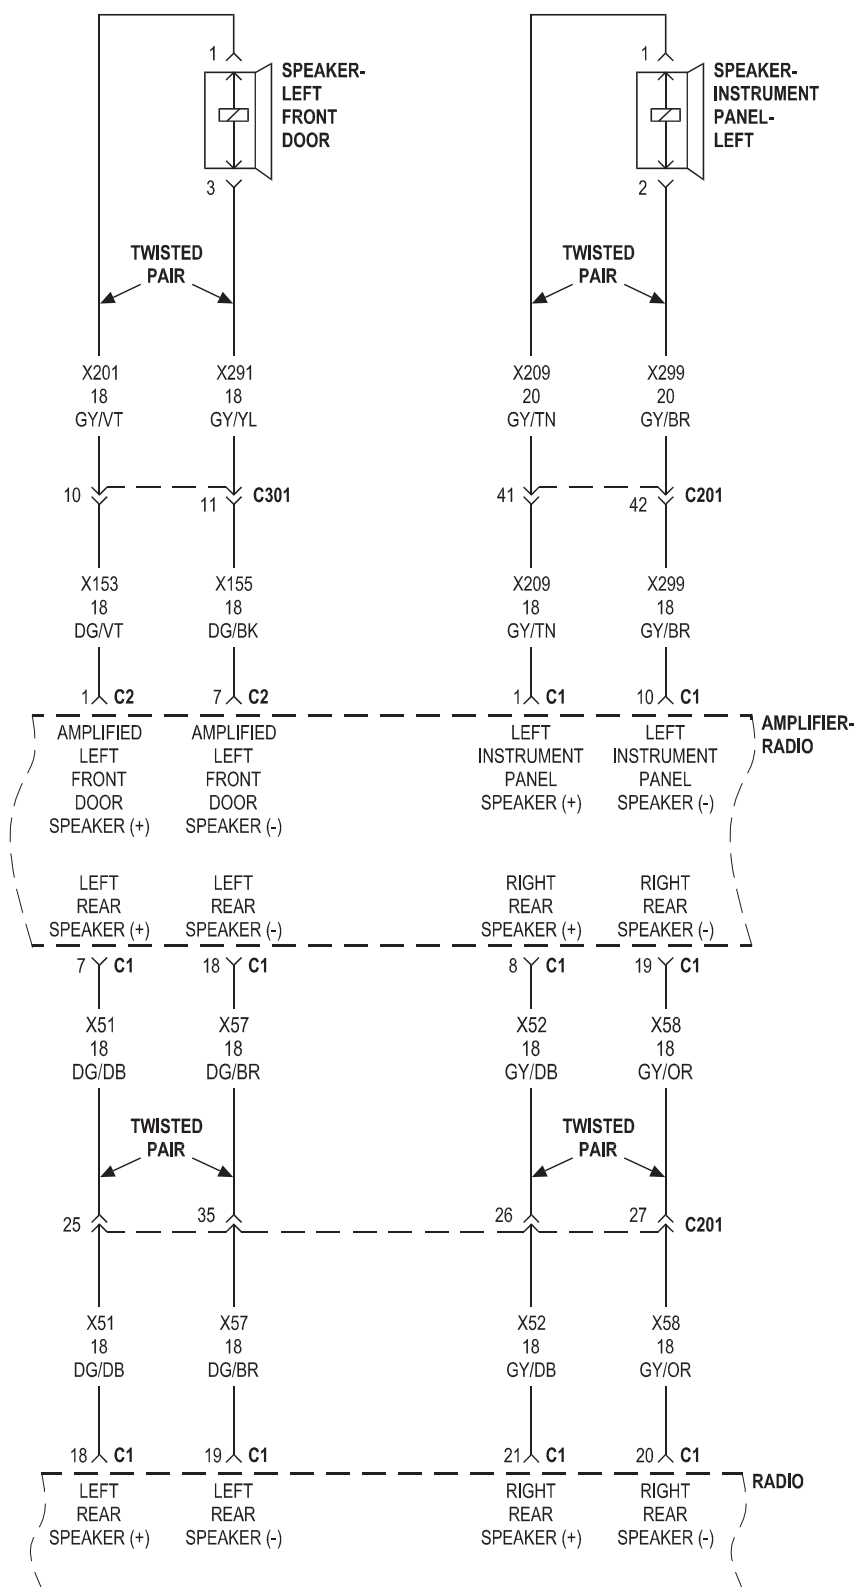 1
SPEAKER-
LEFT
FRONT
DOOR
3
1
SPEAKER-
INSTRUMENT
PANEL-
LEFT
2
TWISTED
PAIR
TWISTED
PAIR
X201
18
GY/VT
X291
18
GY/YL
X209
20
GY/TN
X299
20
GY/BR
10
11
C301
41
42
C201
X153
18
DG/VT
X155
18
DG/BK
X209
18
GY/TN
X299
18
GY/BR
1 C2
7 C2
1 C1
10 C1
AMPLIFIER-
RADIO
AMPLIFIED
LEFT
FRONT
DOOR
SPEAKER (+)
AMPLIFIED
LEFT
FRONT
DOOR
SPEAKER (-)
LEFT
INSTRUMENT
PANEL
SPEAKER (+)
LEFT
INSTRUMENT
PANEL
SPEAKER (-)
LEFT
REAR
SPEAKER (+)
LEFT
REAR
SPEAKER (-)
RIGHT
REAR
SPEAKER (+)
RIGHT
REAR
SPEAKER (-)
7 C1
18 C1
8 C1
19 C1
X51
18
DG/DB
X57
18
DG/BR
X52
18
GY/DB
X58
18
GY/OR
TWISTED
PAIR
TWISTED
PAIR
25
35
26
27
C201
X51
18
DG/DB
X57
18
DG/BR
X52
18
GY/DB
X58
18
GY/OR
18 C1
19 C1
21 C1
20 C1
RADIO
LEFT
REAR
SPEAKER (+)
LEFT
REAR
SPEAKER (-)
RIGHT
REAR
SPEAKER (+)
RIGHT
REAR
SPEAKER (-)